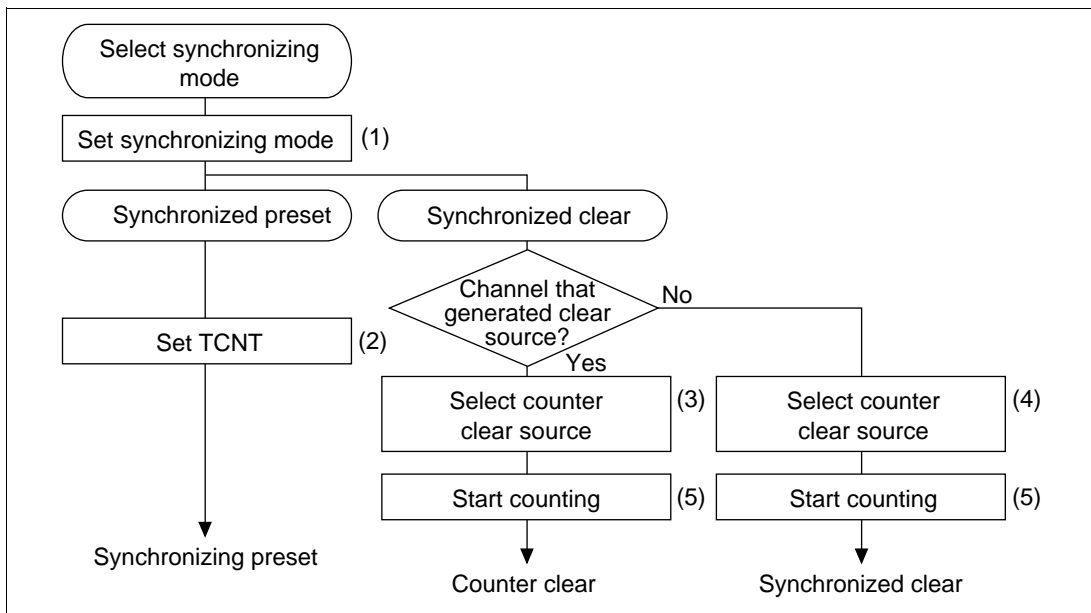 Select synchronizing
mode
Set synchronizing mode (1)
Synchronized preset
Synchronized clear
Channel that
generated clear
source?
No
Yes
Set TCNT (2)
Select counter
clear source
(3)
Select counter
clear source
(4)
Start counting (5)
Start counting (5)
Synchronizing preset
Counter clear
Synchronized clear